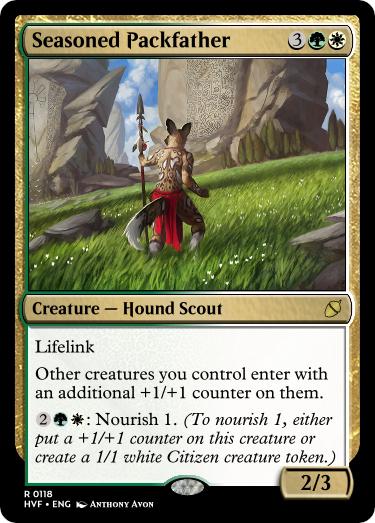 Seasoned Packfather 3
Creature — Hound Scout
Lifelink
Other creatures you control enter with
an additional +1/+1 counter on them.
2 : Nourish 1. (To nourish 1, either
put a +1/+1 counter on this creature or
create a 1/1 white Citizen creature token.)
2/3
R 0118
HVF • ENG Anthony Avon